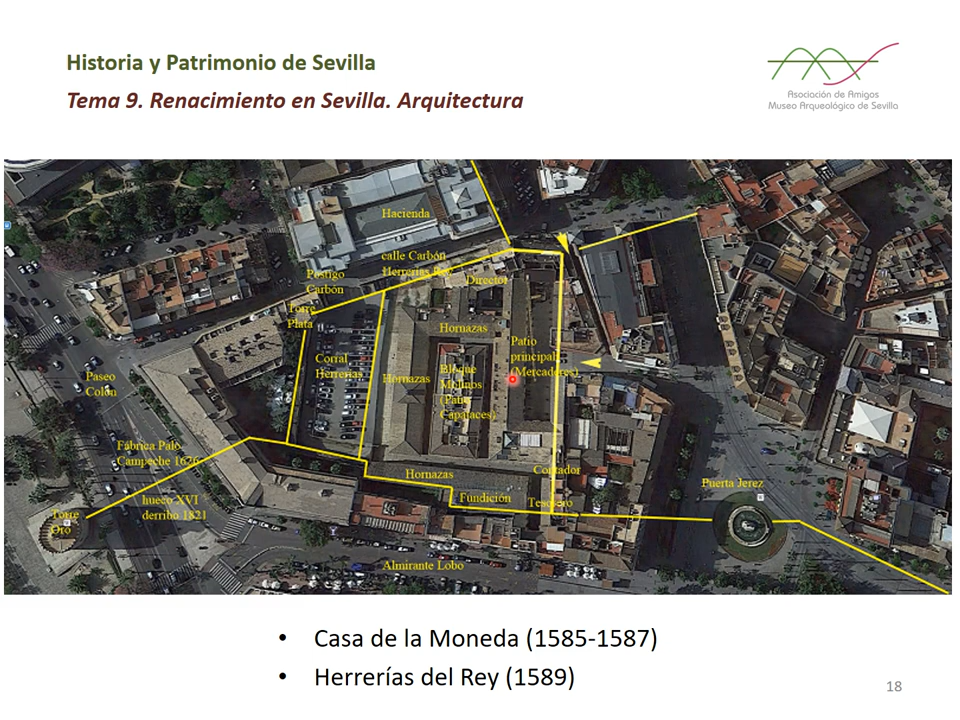 Historia y Patrimonio de Sevilla
Tema 9. Renacimiento en Sevilla. Arquitectura
Asociación de Amigos
Museo Arqueológico de Sevilla
Hacienda
calle Carbón
Herrerías Rey
Postigo
Carbón
Director
Torre
Plata
Hornazas
Patio
principal
(Mercaderes)
Corral
Herrerías
Hornazas
Bloque
Molinos
(Patio
Capataces)
Paseo
Colón
Fábrica Palo
Campeche 1626
Hornazas
Contador
Puerta Jerez
hueco XVI
derribo 1821
Fundición
Tesorero
Torre
Oro
Almirante Lobo
• Casa de la Moneda (1585-1587)
• Herrerías del Rey (1589)
18